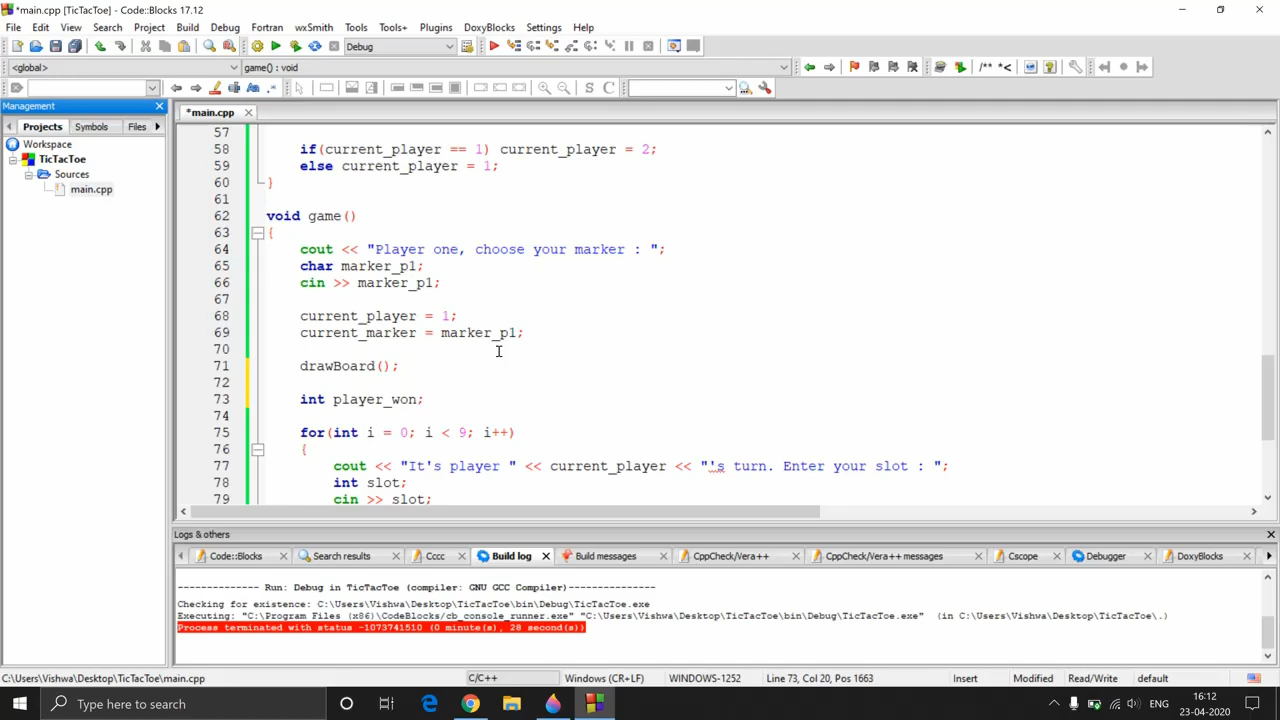 *main.cpp [TicTacToe] - Code::Blocks 17.12
File Edit View Search Project Build Debug Fortran wxSmith Tools Tools+ Plugins DoxyBlocks Settings Help
Debug
<global> game() : void
/** *<
S C
Management
*main.cpp
Projects Symbols Files
Workspace
TicTacToe
Sources
main.cpp
57
58 if(current_player == 1) current_player = 2;
59 else current_player = 1;
60 }
61
62 void game()
63 {
64 cout << "Player one, choose your marker : ";
65 char marker_p1;
66 cin >> marker_p1;
67
68 current_player = 1;
69 current_marker = marker_p1;
70
71 drawBoard();
72
73 int player_won;
74
75 for(int i = 0; i < 9; i++)
76 {
77 cout << "It's player " << current_player << "'s turn. Enter your slot : ";
78 int slot;
79 cin >> slot;
Logs & others
Code::Blocks Search results Cccc Build log Build messages CppCheck/Vera++ CppCheck/Vera++ messages Cscope Debugger DoxyBlocks
-------------- Run: Debug in TicTacToe (compiler: GNU GCC Compiler)---------------
Checking for existence: C:\Users\Vishwa\Desktop\TicTacToe\bin\Debug\TicTacToe.exe
Executing: "C:\Program Files (x86)\CodeBlocks/cb_console_runner.exe" "C:\Users\Vishwa\Desktop\TicTacToe\bin\Debug\TicTacToe.exe" (in C:\Users\Vishwa\Desktop\TicTacToe\.)
Process terminated with status -1073741510 (0 minute(s), 28 second(s))
C:\Users\Vishwa\Desktop\TicTacToe\main.cpp C/C++ Windows (CR+LF) WINDOWS-1252 Line 73, Col 20, Pos 1663 Insert Modified Read/Write default
Type here to search
ENG
16:12
23-04-2020